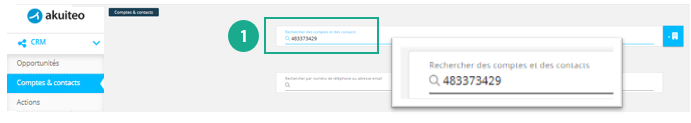 akuiteo
CRM
Opportunités
Comptes & contacts
Actions
Comptes & contacts
1
Rechercher des comptes et des contacts
483373429
Rechercher par numéro de téléphone ou adresse email
Rechercher des comptes et des contacts
483373429